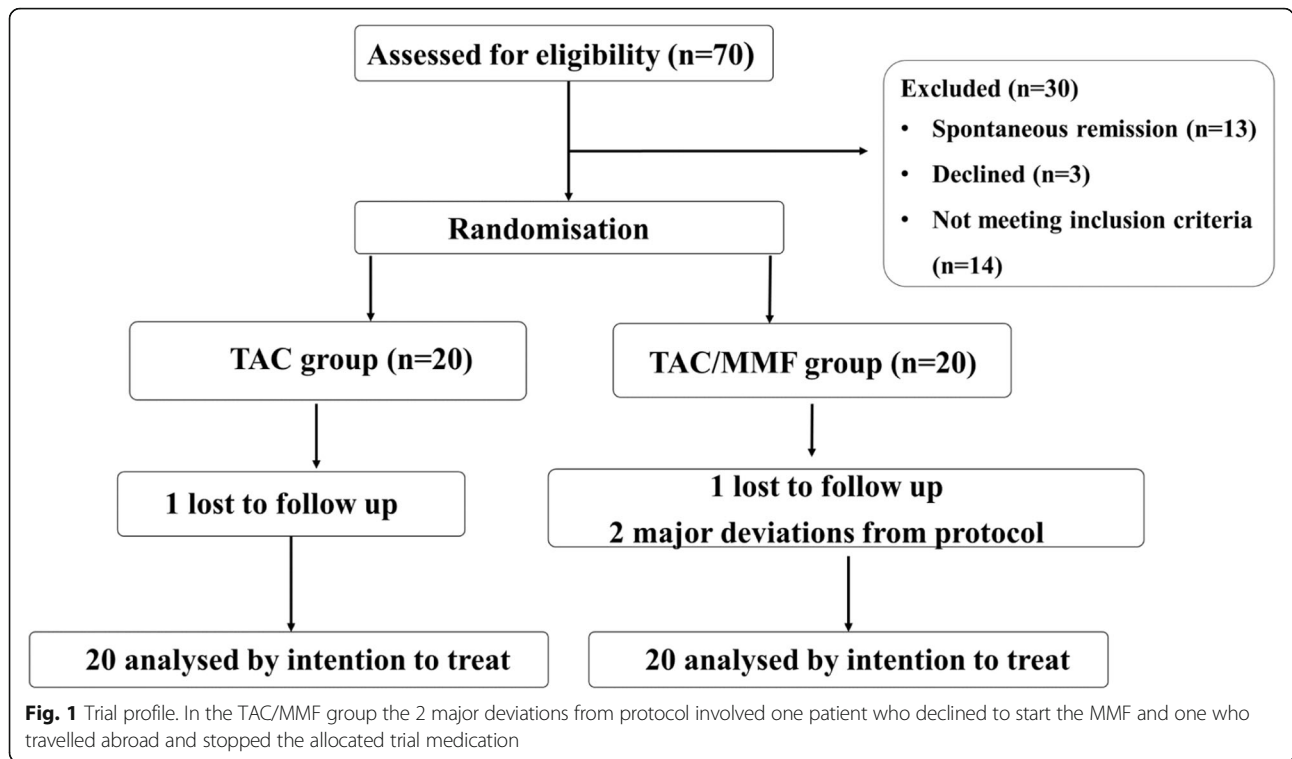 Assessed for eligibility (n=70)
Excluded (n=30)
• Spontaneous remission (n=13)
• Declined (n=3)
• Not meeting inclusion criteria
(n=14)
Randomisation
TAC group (n=20)
TAC/MMF group (n=20)
1 lost to follow up
1 lost to follow up
2 major deviations from protocol
20 analysed by intention to treat
20 analysed by intention to treat
Fig. 1 Trial profile. In the TAC/MMF group the 2 major deviations from protocol involved one patient who declined to start the MMF and one who
travelled abroad and stopped the allocated trial medication